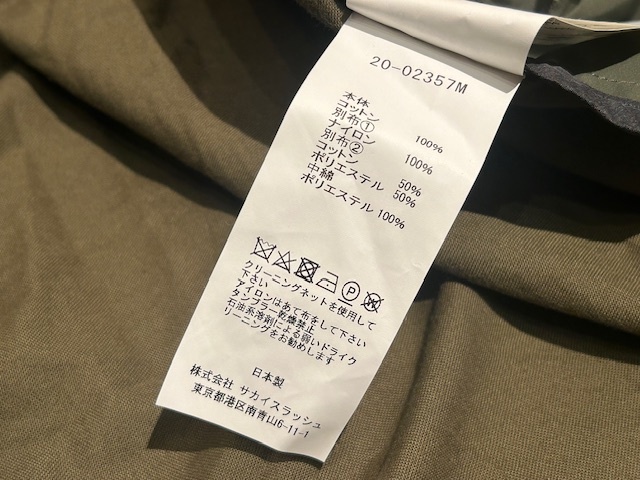 20-02357M
本体
コットン 100%
別布①
ナイロン 100%
別布②
コットン 50%
ポリエステル 50%
中綿
ポリエステル 100%
P
クリーニングネットを使用して
下さい
アイロンはあて布をして下さい
タンブラー乾燥禁止
石油系溶剤による弱いドライク
リーニングをお勧めします
日本製
株式会社 サカイスラッシュ
東京都港区南青山6-11-1